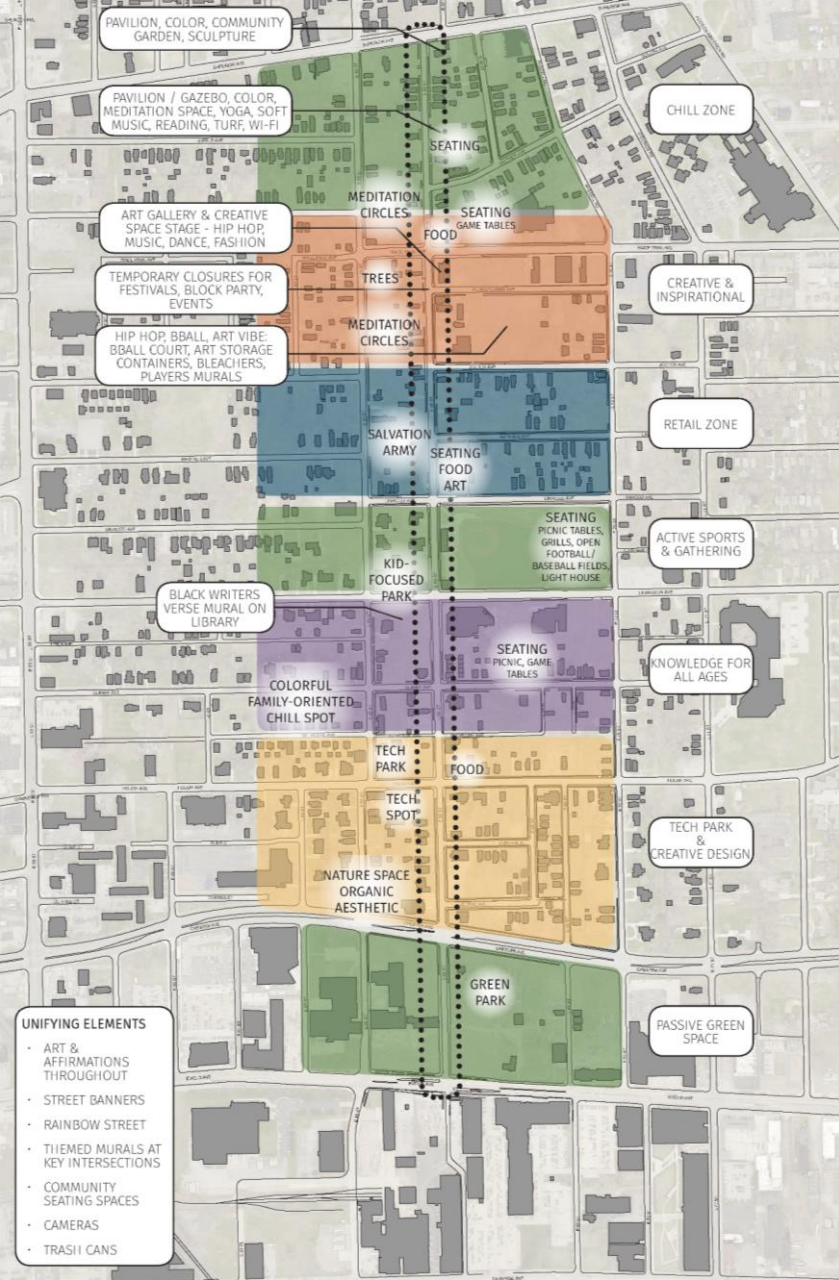 PAVILION, COLOR, COMMUNITY
GARDEN, SCULPTURE
PAVILION / GAZEBO, COLOR,
MEDITATION SPACE, YOGA, SOFT
MUSIC, READING, TURF, WI-FI
CHILL ZONE
SEATING
MEDITATION
CIRCLES
SEATING
GAME TABLES
ART GALLERY & CREATIVE
SPACE STAGE - HIP HOP,
MUSIC, DANCE, FASHION
FOOD
TREES
TEMPORARY CLOSURES FOR
FESTIVALS, BLOCK PARTY,
EVENTS
CREATIVE &
INSPIRATIONAL
MEDITATION
CIRCLES
HIP HOP, BBALL, ART VIBE:
BBALL COURT, ART STORAGE
CONTAINERS, BLEACHERS,
PLAYERS MURALS
RETAIL ZONE
SALVATION
ARMY
SEATING
FOOD
ART
SEATING
PICNIC TABLES,
GRILLS, OPEN
FOOTBALL/
BASEBALL FIELDS,
LIGHT HOUSE
ACTIVE SPORTS
& GATHERING
KID-
FOCUSED
PARK
BLACK WRITERS
VERSE MURAL ON
LIBRARY
SEATING
PICNIC, GAME
TABLES
KNOWLEDGE FOR
ALL AGES
COLORFUL
FAMILY-ORIENTED
CHILL SPOT
TECH
PARK
FOOD
TECH
SPOT
TECH PARK
&
CREATIVE DESIGN
NATURE SPACE
ORGANIC
AESTHETIC
GREEN
PARK
PASSIVE GREEN
SPACE
UNIFYING ELEMENTS
· ART &
AFFIRMATIONS
THROUGHOUT
· STREET BANNERS
· RAINBOW STREET
· THEMED MURALS AT
KEY INTERSECTIONS
· COMMUNITY
SEATING SPACES
· CAMERAS
· TRASH CANS